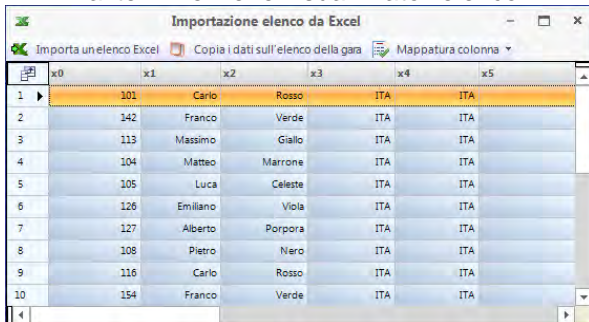 Importazione elenco da Excel
Importa un elenco Excel Copia i dati sull'elenco della gara Mappatura colonna
x0 x1 x2 x3 x4 x5
1 101 Carlo Rosso ITA ITA
2 142 Franco Verde ITA ITA
3 113 Massimo Giallo ITA ITA
4 104 Matteo Marrone ITA ITA
5 105 Luca Celeste ITA ITA
6 126 Emiliano Viola ITA ITA
7 127 Alberto Porpora ITA ITA
8 108 Pietro Nero ITA ITA
9 116 Carlo Rosso ITA ITA
10 154 Franco Verde ITA ITA